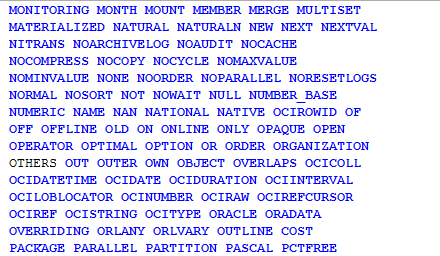 MONITORING MONTH MOUNT MEMBER MERGE MULTISET
MATERIALIZED NATURAL NATURALN NEW NEXT NEXTVAL
NITRANS NOARCHIVELOG NOAUDIT NOCACHE
NOCOMPRESS NOCOPY NOCYCLE NOMAXVALUE
NOMINVALUE NONE NOORDER NOPARALLEL NORESETLOGS
NORMAL NOSORT NOT NOWAIT NULL NUMBER_BASE
NUMERIC NAME NAN NATIONAL NATIVE OCIROWID OF
OFF OFFLINE OLD ON ONLINE ONLY OPAQUE OPEN
OPERATOR OPTIMAL OPTION OR ORDER ORGANIZATION
OTHERS OUT OUTER OWN OBJECT OVERLAPS OCICOLL
OCIDATETIME OCIDATE OCIDURATION OCIINTERVAL
OCILOBLOCATOR OCINUMBER OCIRAW OCIREFCURSOR
OCIREF OCISTRING OCITYPE ORACLE ORADATA
OVERRIDING ORLANY ORLVARY OUTLINE COST
PACKAGE PARALLEL PARTITION PASCAL PCTFREE